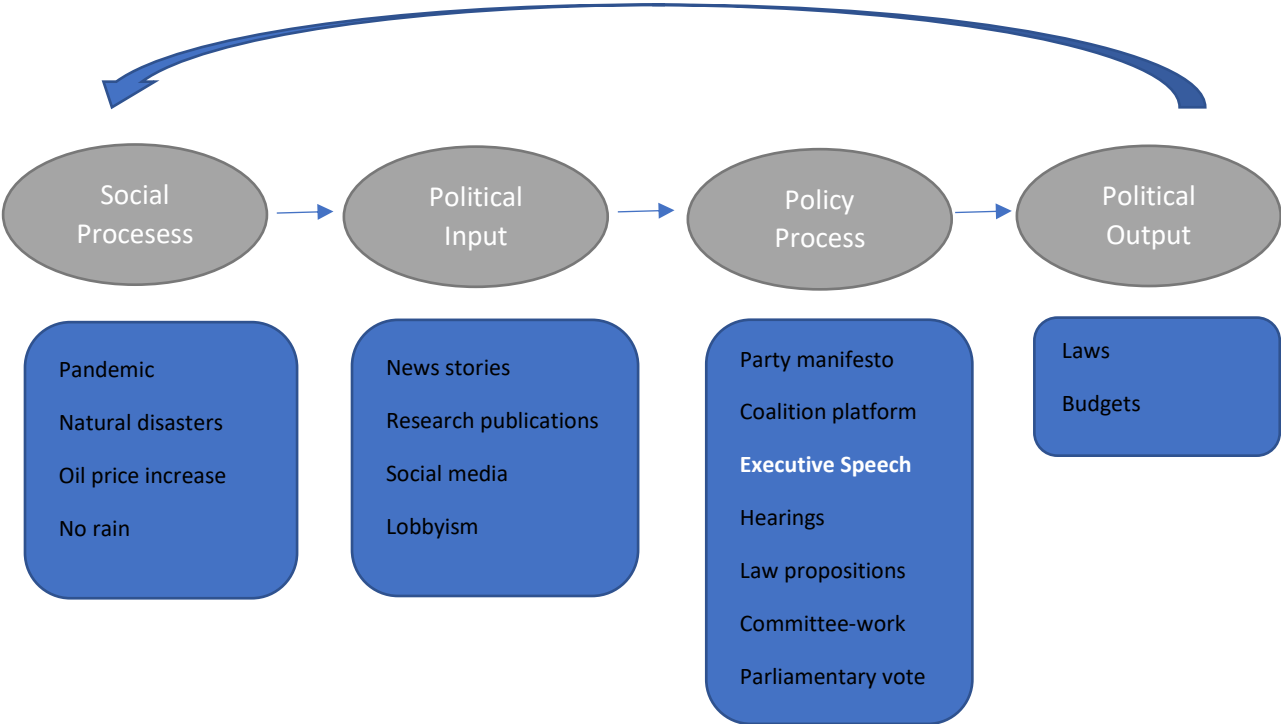 Social
Procesess
Political
Input
Policy
Process
Political
Output
Pandemic
Natural disasters
Oil price increase
No rain
News stories
Research publications
Social media
Lobbyism
Party manifesto
Coalition platform
Executive Speech
Hearings
Law propositions
Committee-work
Parliamentary vote
Laws
Budgets